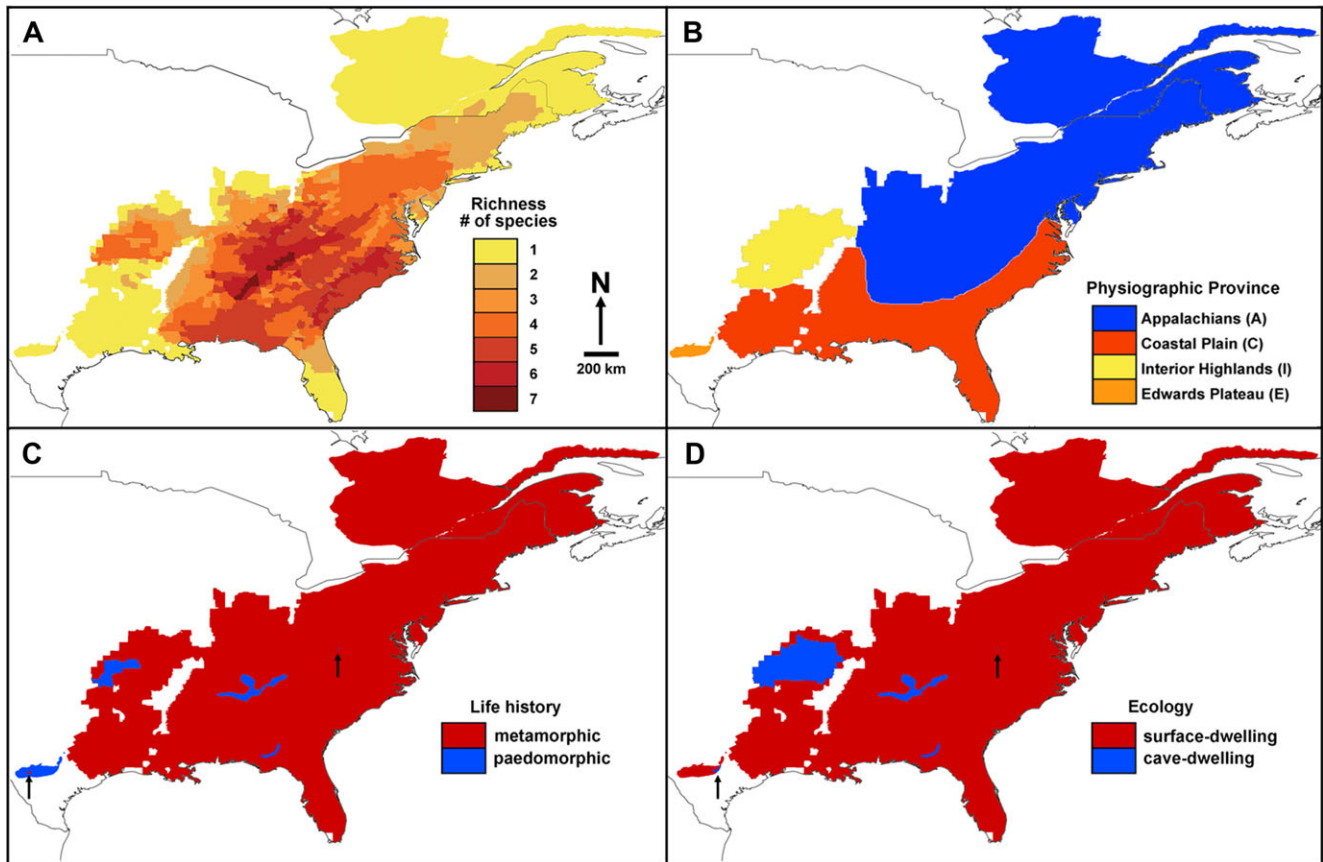 A
Richness
# of species
1
2
3
4
5
6
7
N
200 km
B
Physiographic Province
Appalachians (A)
Coastal Plain (C)
Interior Highlands (I)
Edwards Plateau (E)
C
Life history
metamorphic
paedomorphic
D
Ecology
surface-dwelling
cave-dwelling